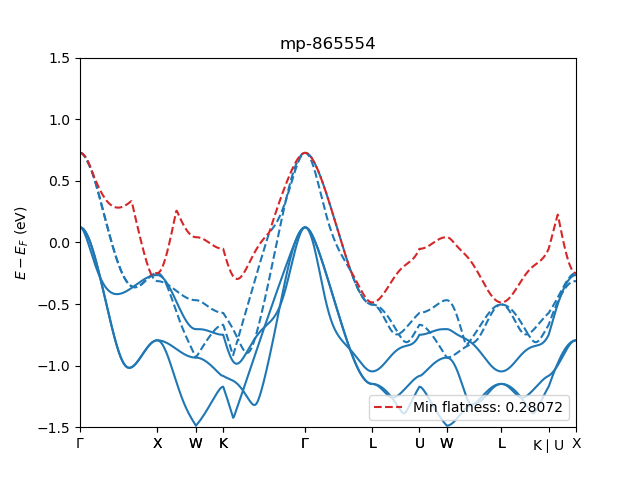 mp-865554
E − E_F (eV)
1.5
1.0
0.5
0.0
−0.5
−1.0
−1.5
Min flatness: 0.28072
Γ X W K Γ L U W L K | U X